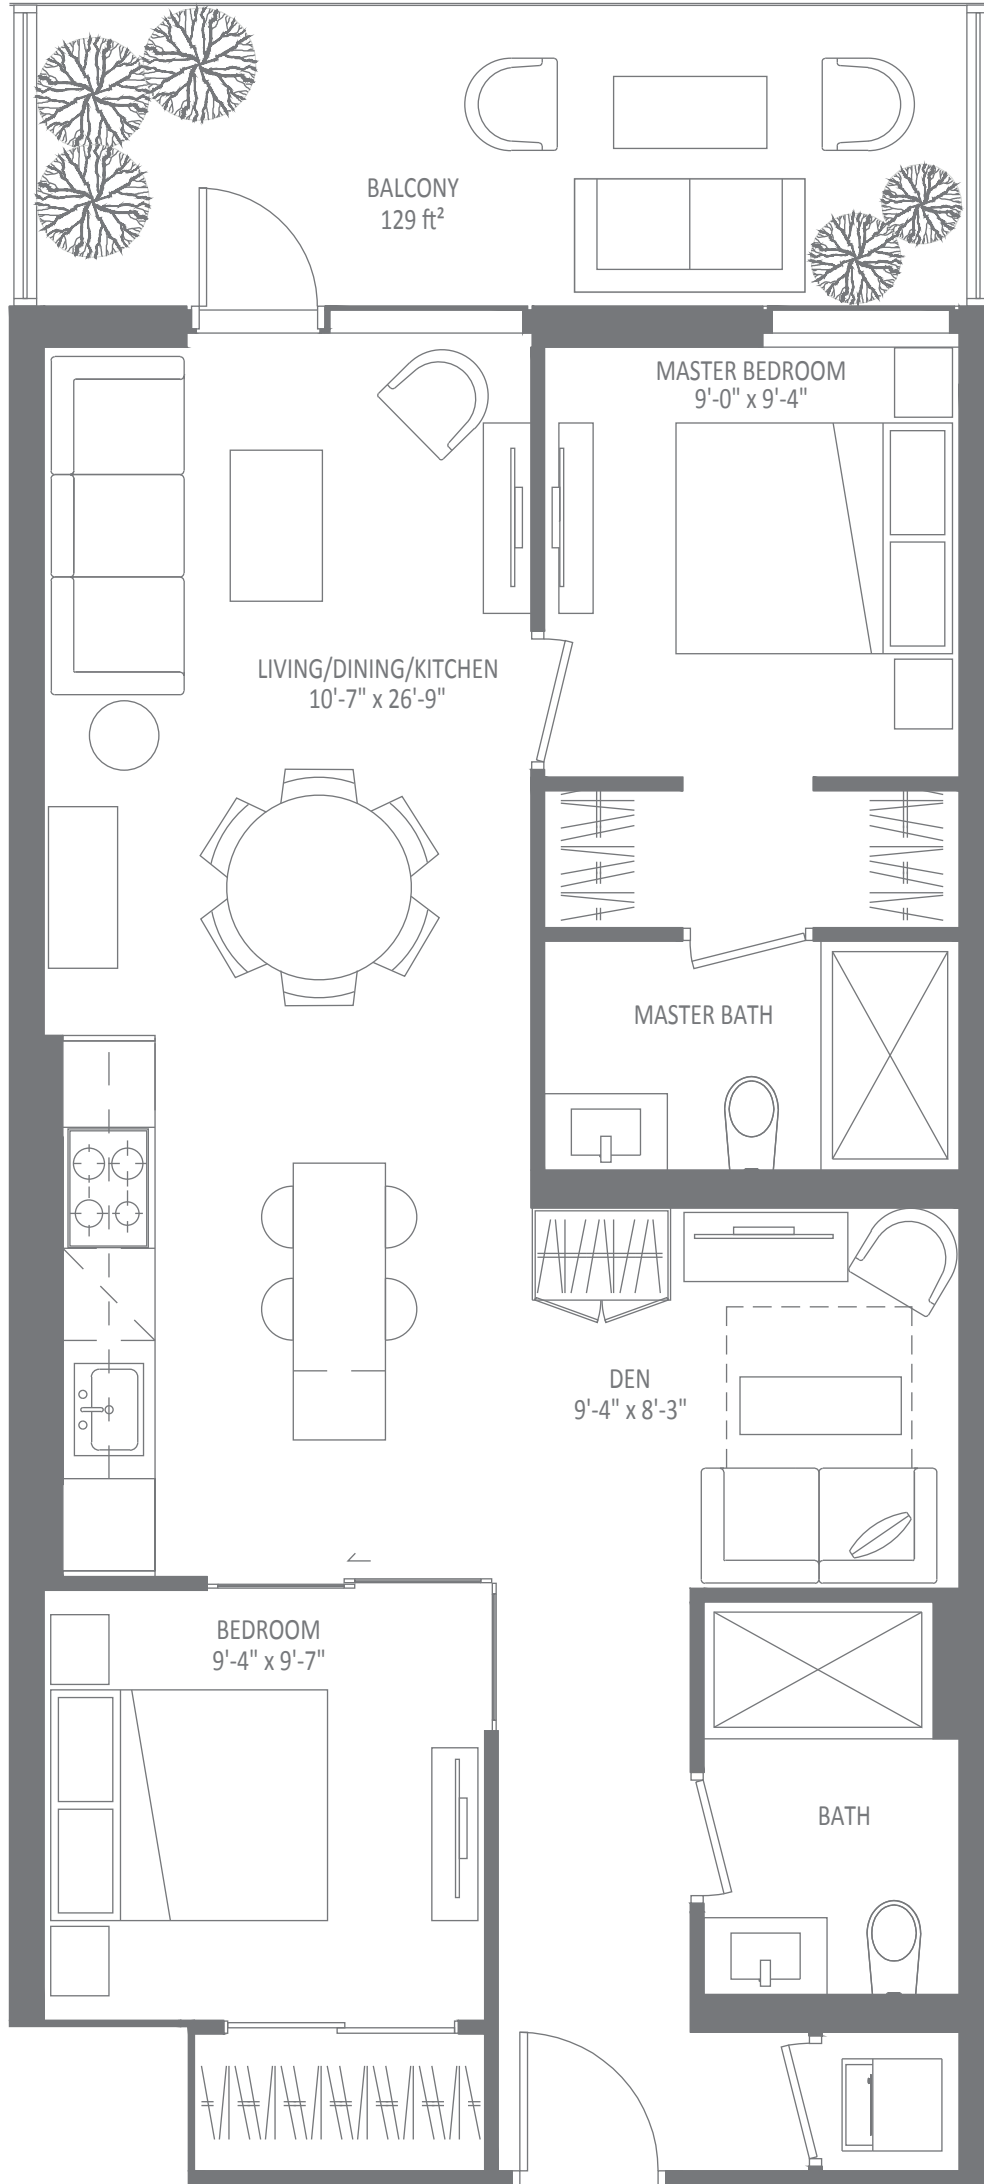 BALCONY
129 ft²
MASTER BEDROOM
9'-0" x 9'-4"
LIVING/DINING/KITCHEN
10'-7" x 26'-9"
MASTER BATH
DEN
9'-4" x 8'-3"
BEDROOM
9'-4" x 9'-7"
BATH